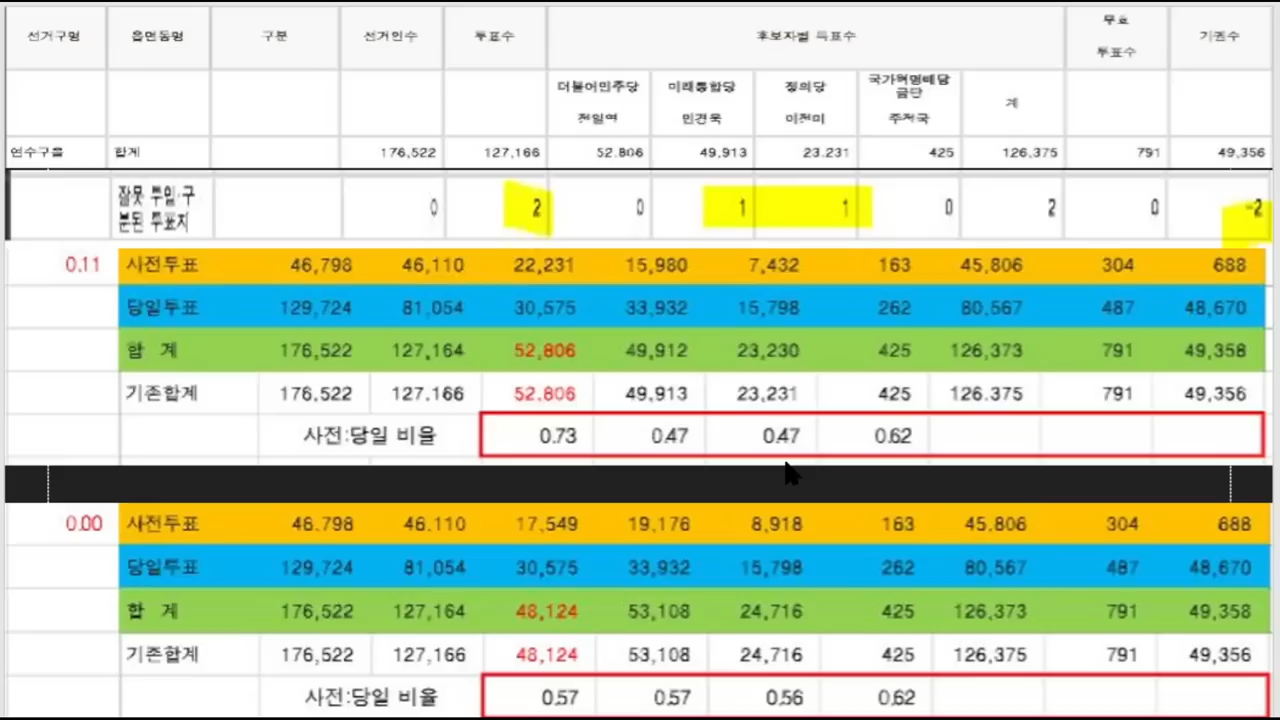 선거구명 읍면동명 구분 선거인수 투표수 후보자별 득표수 무효 투표수 기권수
더불어민주당 정일영 미래통합당 민경욱 정의당 이정미 국가혁명배당금당 주정국 계
연수구을 합계 176,522 127,166 52.806 49,913 23.231 425 126,375 791 49,356
잘못 투입·구분된 투표지 0 2 0 1 1 0 2 0 -2
0.11 사전투표 46,798 46,110 22,231 15,980 7,432 163 45,806 304 688
당일투표 129,724 81,054 30,575 33,932 15,798 262 80,567 487 48,670
합 계 176,522 127,164 52,806 49,912 23,230 425 126,373 791 49,358
기존합계 176,522 127.166 52.806 49,913 23,231 425 126.375 791 49,356
사전:당일 비율 0.73 0.47 0.47 0.62
0.00 사전투표 46.798 46.110 17,549 19,176 8,918 163 45.806 304 688
당일투표 129,724 81,054 30,575 33,932 15,798 262 80,567 487 48,670
합 계 176,522 127,164 48,124 53,108 24,716 425 126,373 791 49,358
기존합계 176,522 127,166 48,124 53,108 24,716 425 126,375 791 49,356
사전:당일 비율 0.57 0.57 0.56 0.62